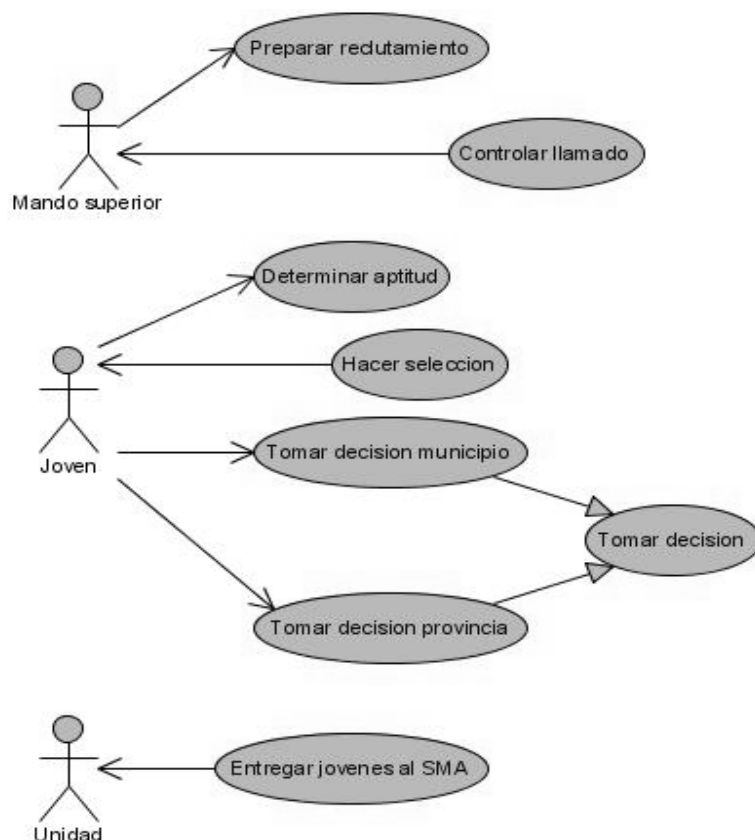 Preparar reclutamiento
Controlar llamado
Mando superior
Determinar aptitud
Hacer seleccion
Joven
Tomar decision municipio
Tomar decision
Tomar decision provincia
Entregar jovenes al SMA
Unidad